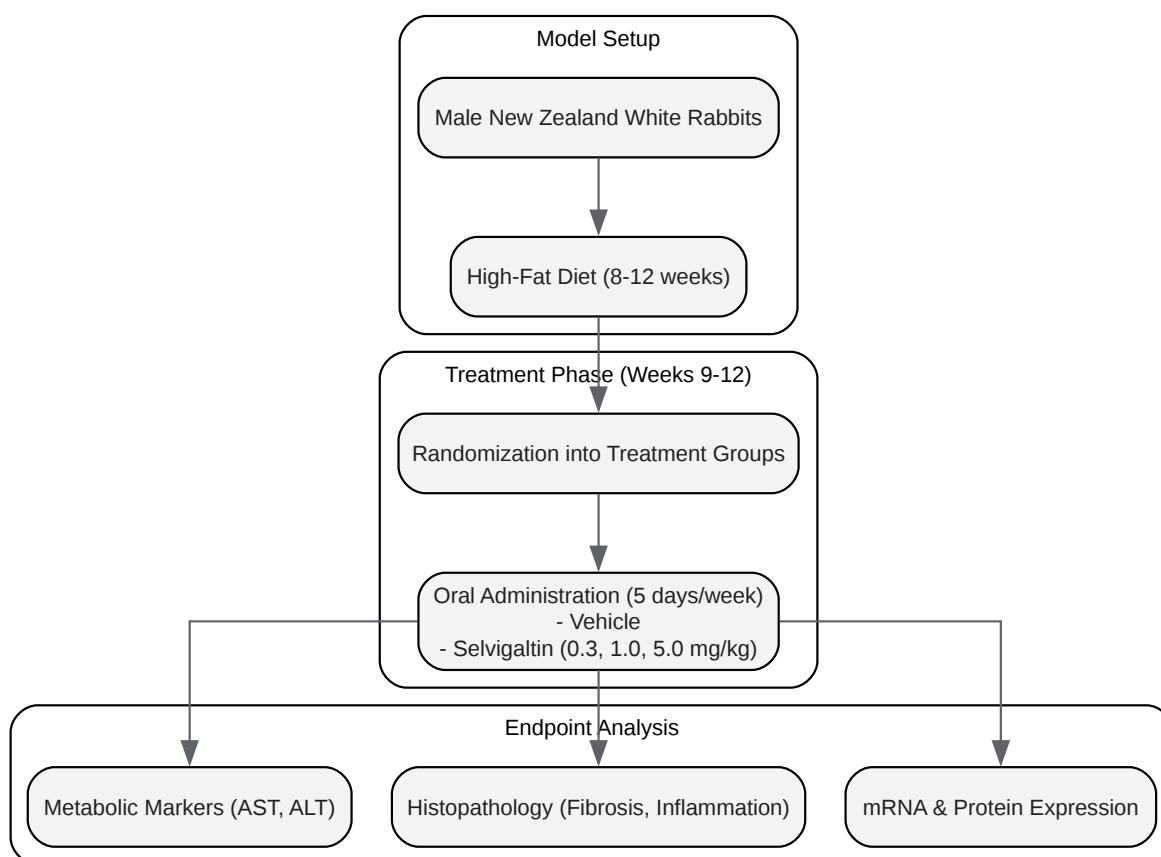 Model Setup
Male New Zealand White Rabbits
High-Fat Diet (8-12 weeks)
Treatment Phase (Weeks 9-12)
Randomization into Treatment Groups
Oral Administration (5 days/week)
- Vehicle
- Selvigaltin (0.3, 1.0, 5.0 mg/kg)
Endpoint Analysis
Metabolic Markers (AST, ALT)
Histopathology (Fibrosis, Inflammation)
mRNA & Protein Expression